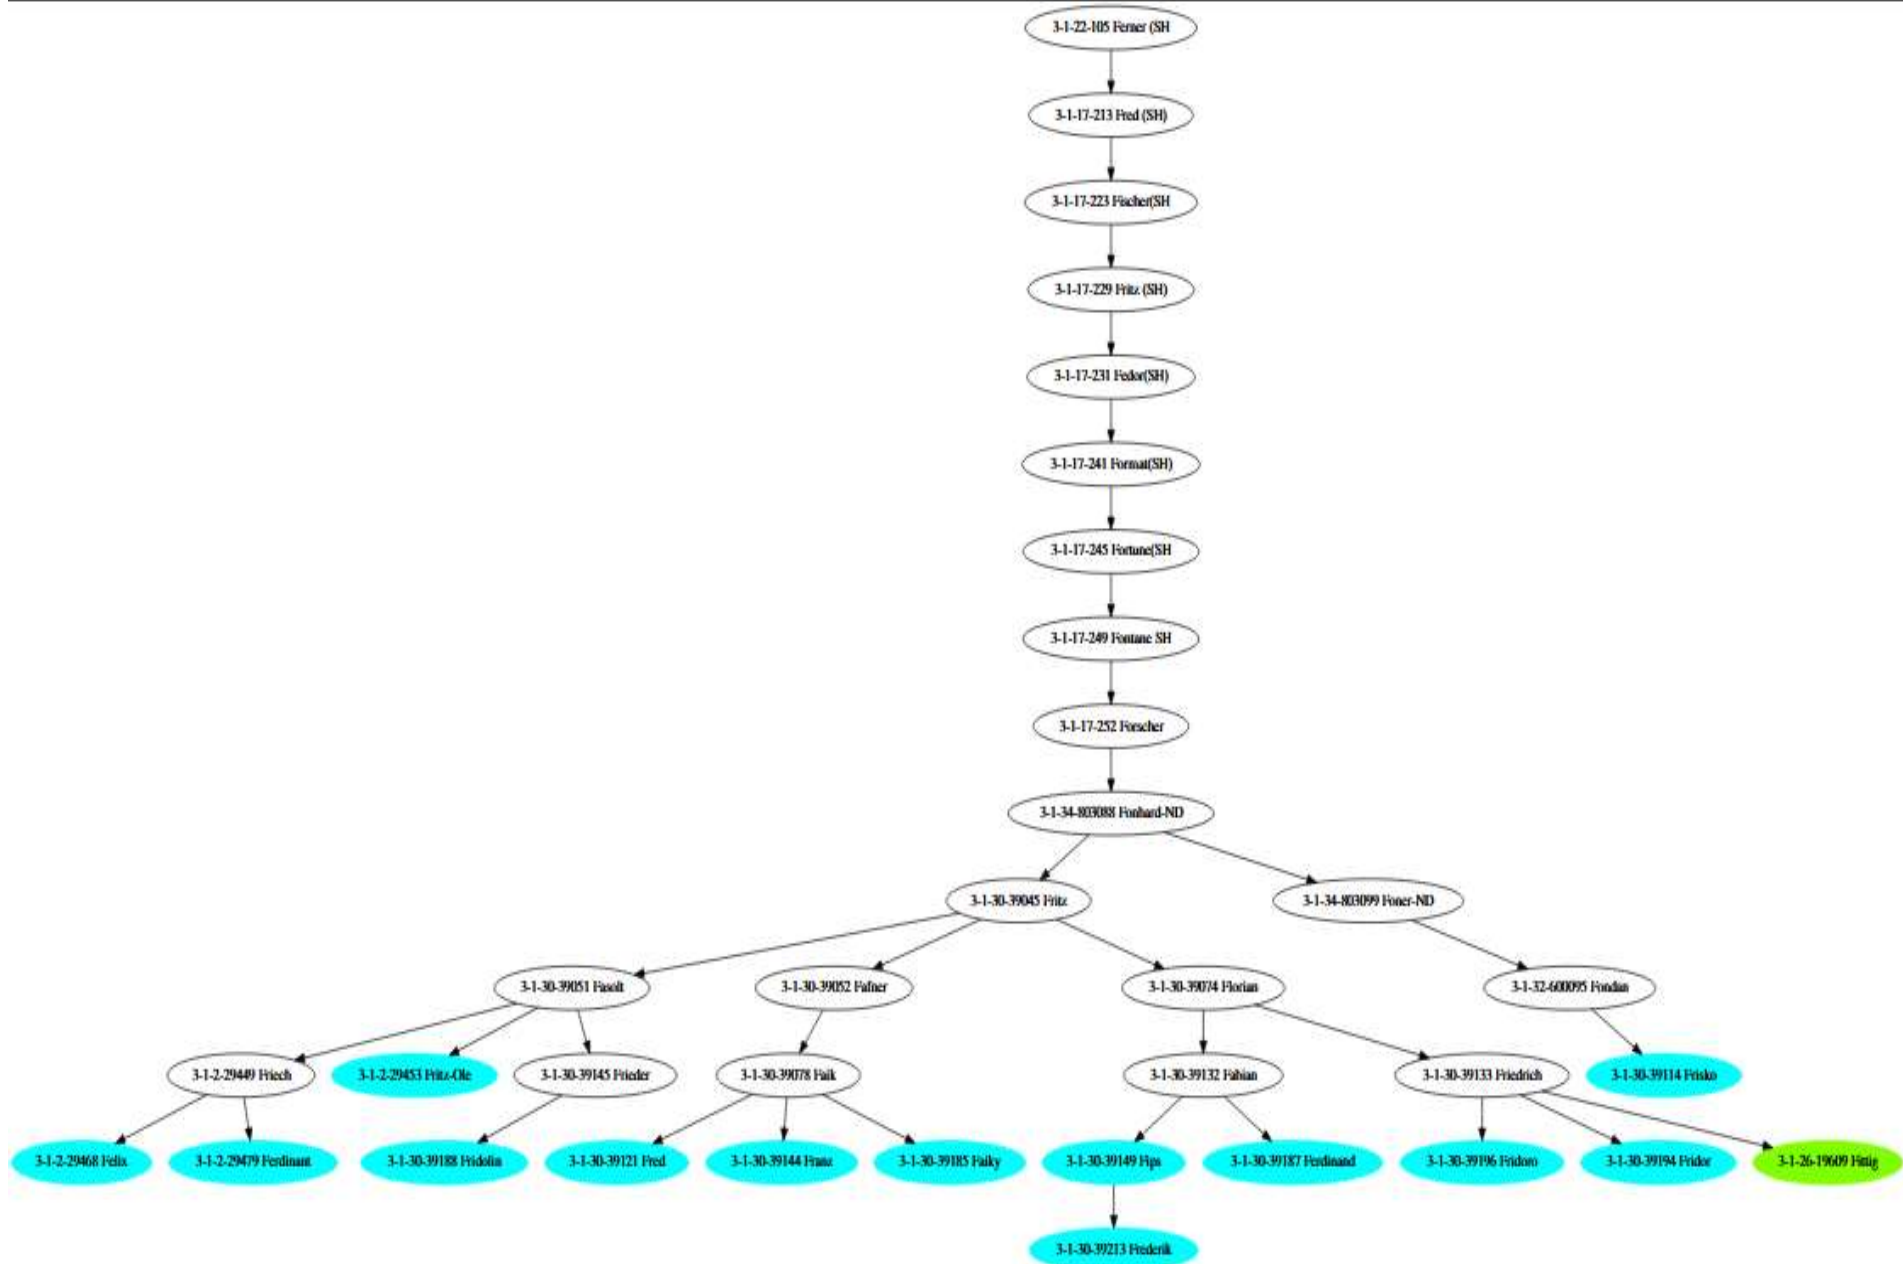 3-1-22-105 Ferner (SH
3-1-17-213 Fred (SH)
3-1-17-223 Fischer(SH
3-1-17-229 Fritz (SH)
3-1-17-231 Fedor(SH)
3-1-17-241 Format(SH)
3-1-17-245 Fortune(SH
3-1-17-249 Fontane SH
3-1-17-252 Forscher
3-1-34-803088 Fonhard-ND
3-1-30-39045 Fritz
3-1-34-803099 Foner-ND
3-1-30-39051 Fasolt
3-1-30-39052 Fafner
3-1-30-39074 Florian
3-1-32-600095 Fondan
3-1-2-29449 Friech
3-1-2-29453 Fritz-Ole
3-1-30-39145 Frieder
3-1-30-39078 Faik
3-1-30-39132 Fabian
3-1-30-39133 Friedrich
3-1-30-39114 Frisko
3-1-2-29468 Felix
3-1-2-29479 Ferdinant
3-1-30-39188 Fridolin
3-1-30-39121 Fred
3-1-30-39144 Franz
3-1-30-39185 Faiky
3-1-30-39149 Fips
3-1-30-39187 Ferdinand
3-1-30-39196 Fridoro
3-1-30-39194 Fridor
3-1-26-19609 Fittig
3-1-30-39213 Frederik